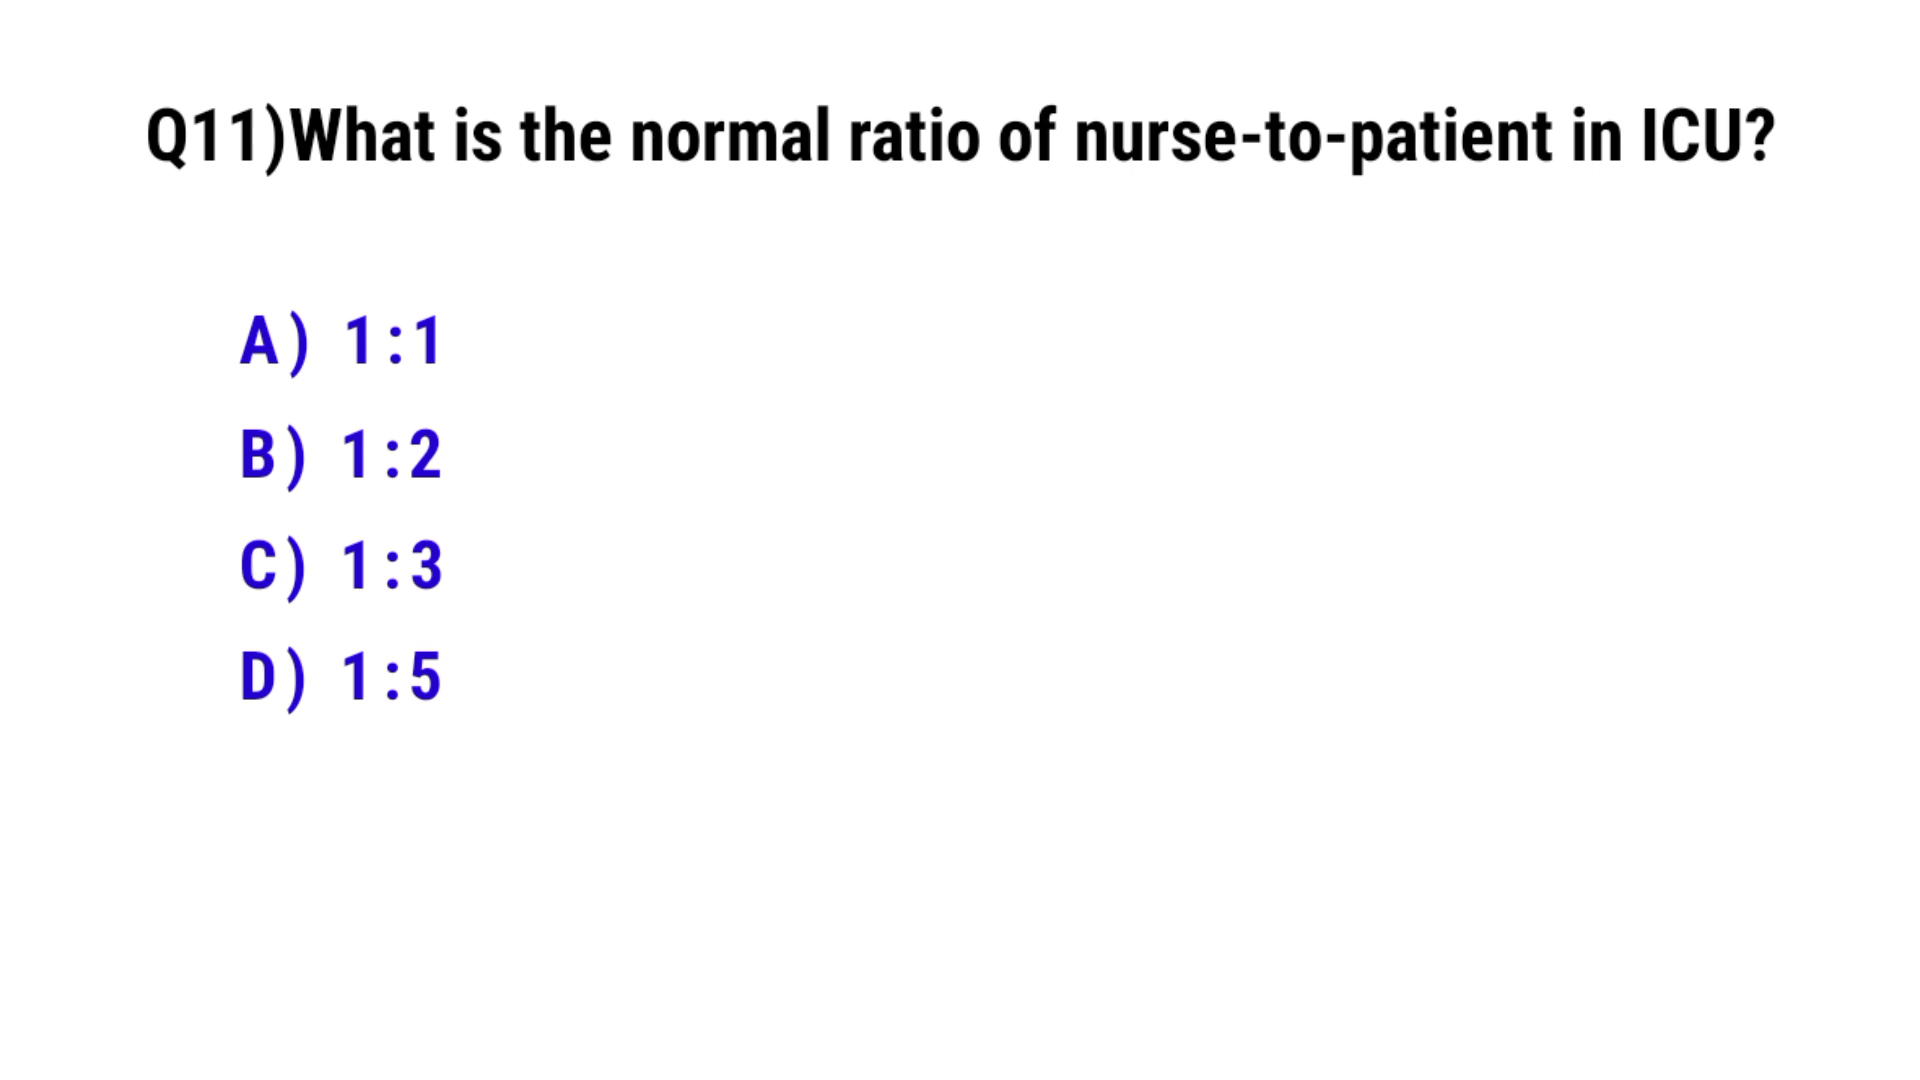 Q11)What is the normal ratio of nurse-to-patient in ICU?
A) 1:1
B) 1:2
C) 1:3
D) 1:5